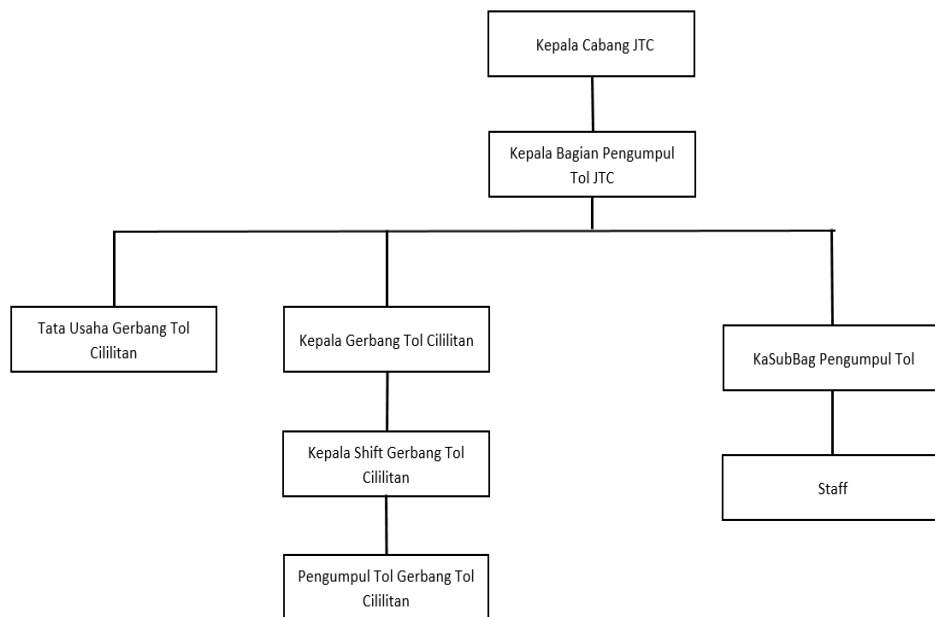 Kepala Cabang JTC
Kepala Bagian Pengumpul
Tol JTC
Tata Usaha Gerbang Tol
Cililitan
Kepala Gerbang Tol Cililitan
KaSubBag Pengumpul Tol
Kepala Shift Gerbang Tol
Cililitan
Staff
Pengumpul Tol Gerbang Tol
Cililitan